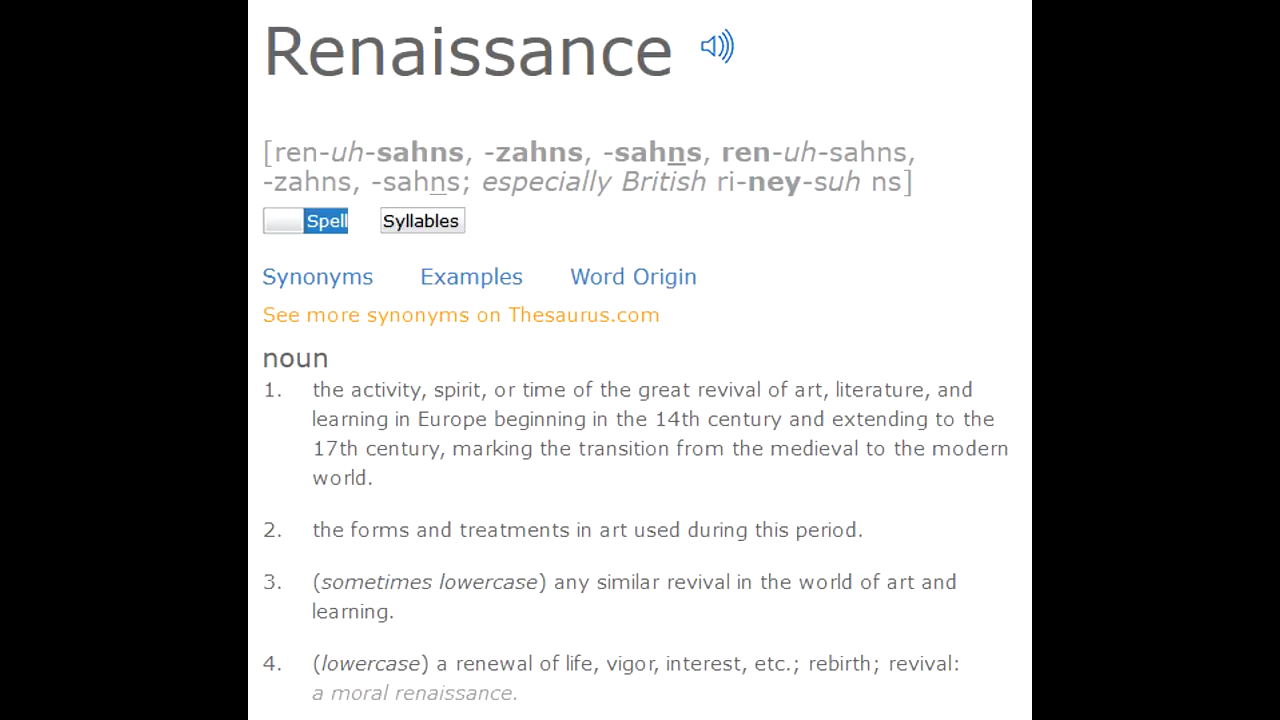 Renaissance
[ren-uh-sahns, -zahns, -sahns, ren-uh-sahns,
-zahns, -sahns; especially British ri-ney-suh ns]
Spell Syllables
Synonyms Examples Word Origin
See more synonyms on Thesaurus.com
noun
1. the activity, spirit, or time of the great revival of art, literature, and
learning in Europe beginning in the 14th century and extending to the
17th century, marking the transition from the medieval to the modern
world.
2. the forms and treatments in art used during this period.
3. (sometimes lowercase) any similar revival in the world of art and
learning.
4. (lowercase) a renewal of life, vigor, interest, etc.; rebirth; revival:
a moral renaissance.